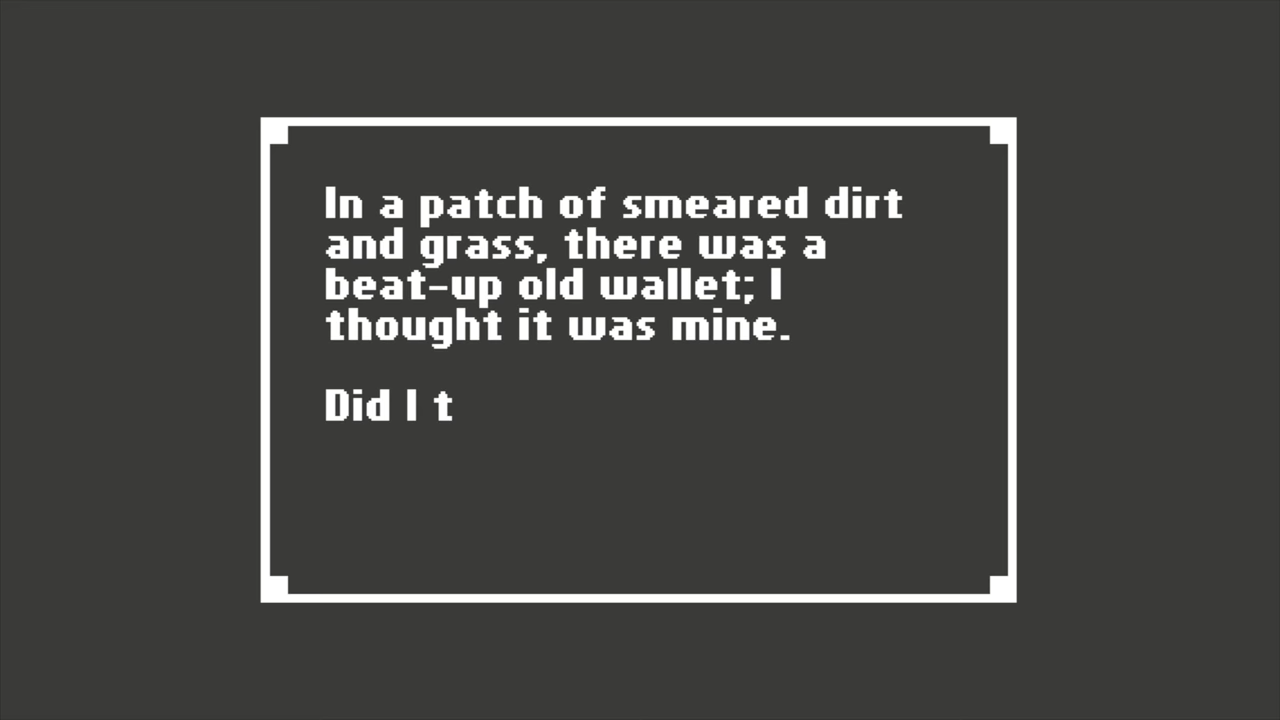 In a patch of smeared dirt
and grass, there was a
beat-up old wallet; I
thought it was mine.
Did I t